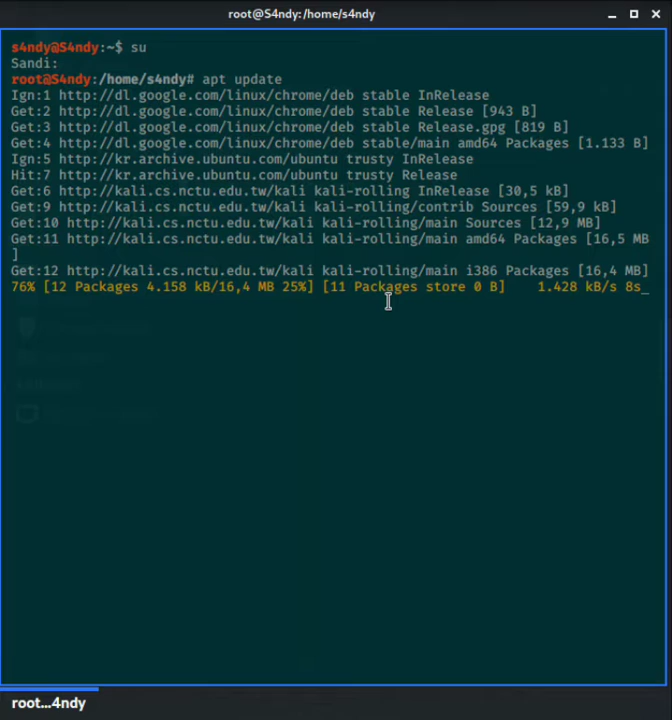 root@S4ndy:/home/s4ndy
s4ndy@S4ndy:~$ su
Sandi:
root@S4ndy:/home/s4ndy# apt update
Ign:1 http://dl.google.com/linux/chrome/deb stable InRelease
Get:2 http://dl.google.com/linux/chrome/deb stable Release [943 B]
Get:3 http://dl.google.com/linux/chrome/deb stable Release.gpg [819 B]
Get:4 http://dl.google.com/linux/chrome/deb stable/main amd64 Packages [1.133 B]
Ign:5 http://kr.archive.ubuntu.com/ubuntu trusty InRelease
Hit:7 http://kr.archive.ubuntu.com/ubuntu trusty Release
Get:6 http://kali.cs.nctu.edu.tw/kali kali-rolling InRelease [30,5 kB]
Get:9 http://kali.cs.nctu.edu.tw/kali kali-rolling/contrib Sources [59,9 kB]
Get:10 http://kali.cs.nctu.edu.tw/kali kali-rolling/main Sources [12,9 MB]
Get:11 http://kali.cs.nctu.edu.tw/kali kali-rolling/main amd64 Packages [16,5 MB
]
Get:12 http://kali.cs.nctu.edu.tw/kali kali-rolling/main i386 Packages [16,4 MB]
76% [12 Packages 4.158 kB/16,4 MB 25%] [11 Packages store 0 B] 1.428 kB/s 8s_
root...4ndy